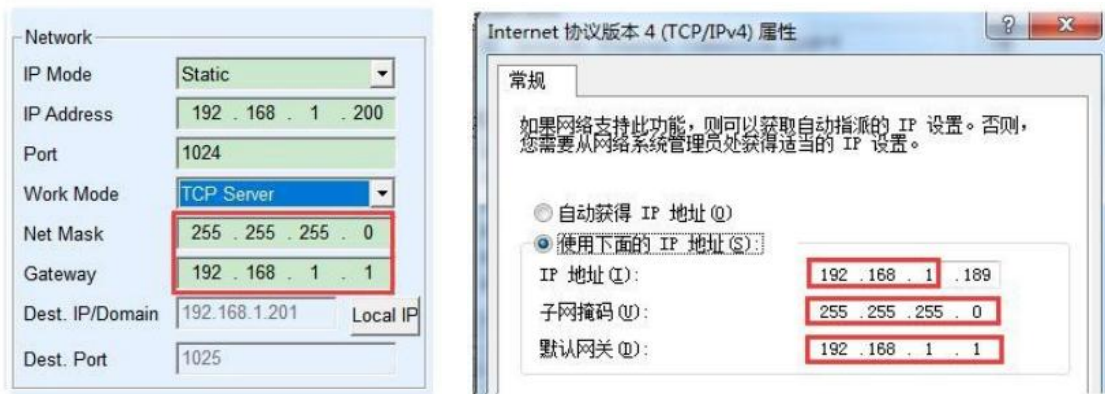 Network
IP Mode Static
IP Address 192 . 168 . 1 . 200
Port 1024
Work Mode TCP Server
Net Mask 255 . 255 . 255 . 0
Gateway 192 . 168 . 1 . 1
Dest. IP/Domain 192.168.1.201 Local IP
Dest. Port 1025
Internet 协议版本 4 (TCP/IPv4) 属性
常规
如果网络支持此功能，则可以获取自动指派的 IP 设置。否则，
您需要从网络系统管理员处获得适当的 IP 设置。
自动获得 IP 地址(O)
使用下面的 IP 地址(S):
IP 地址(I): 192 .168 . 1 .189
子网掩码(U): 255 .255 .255 . 0
默认网关(D): 192 .168 . 1 . 1